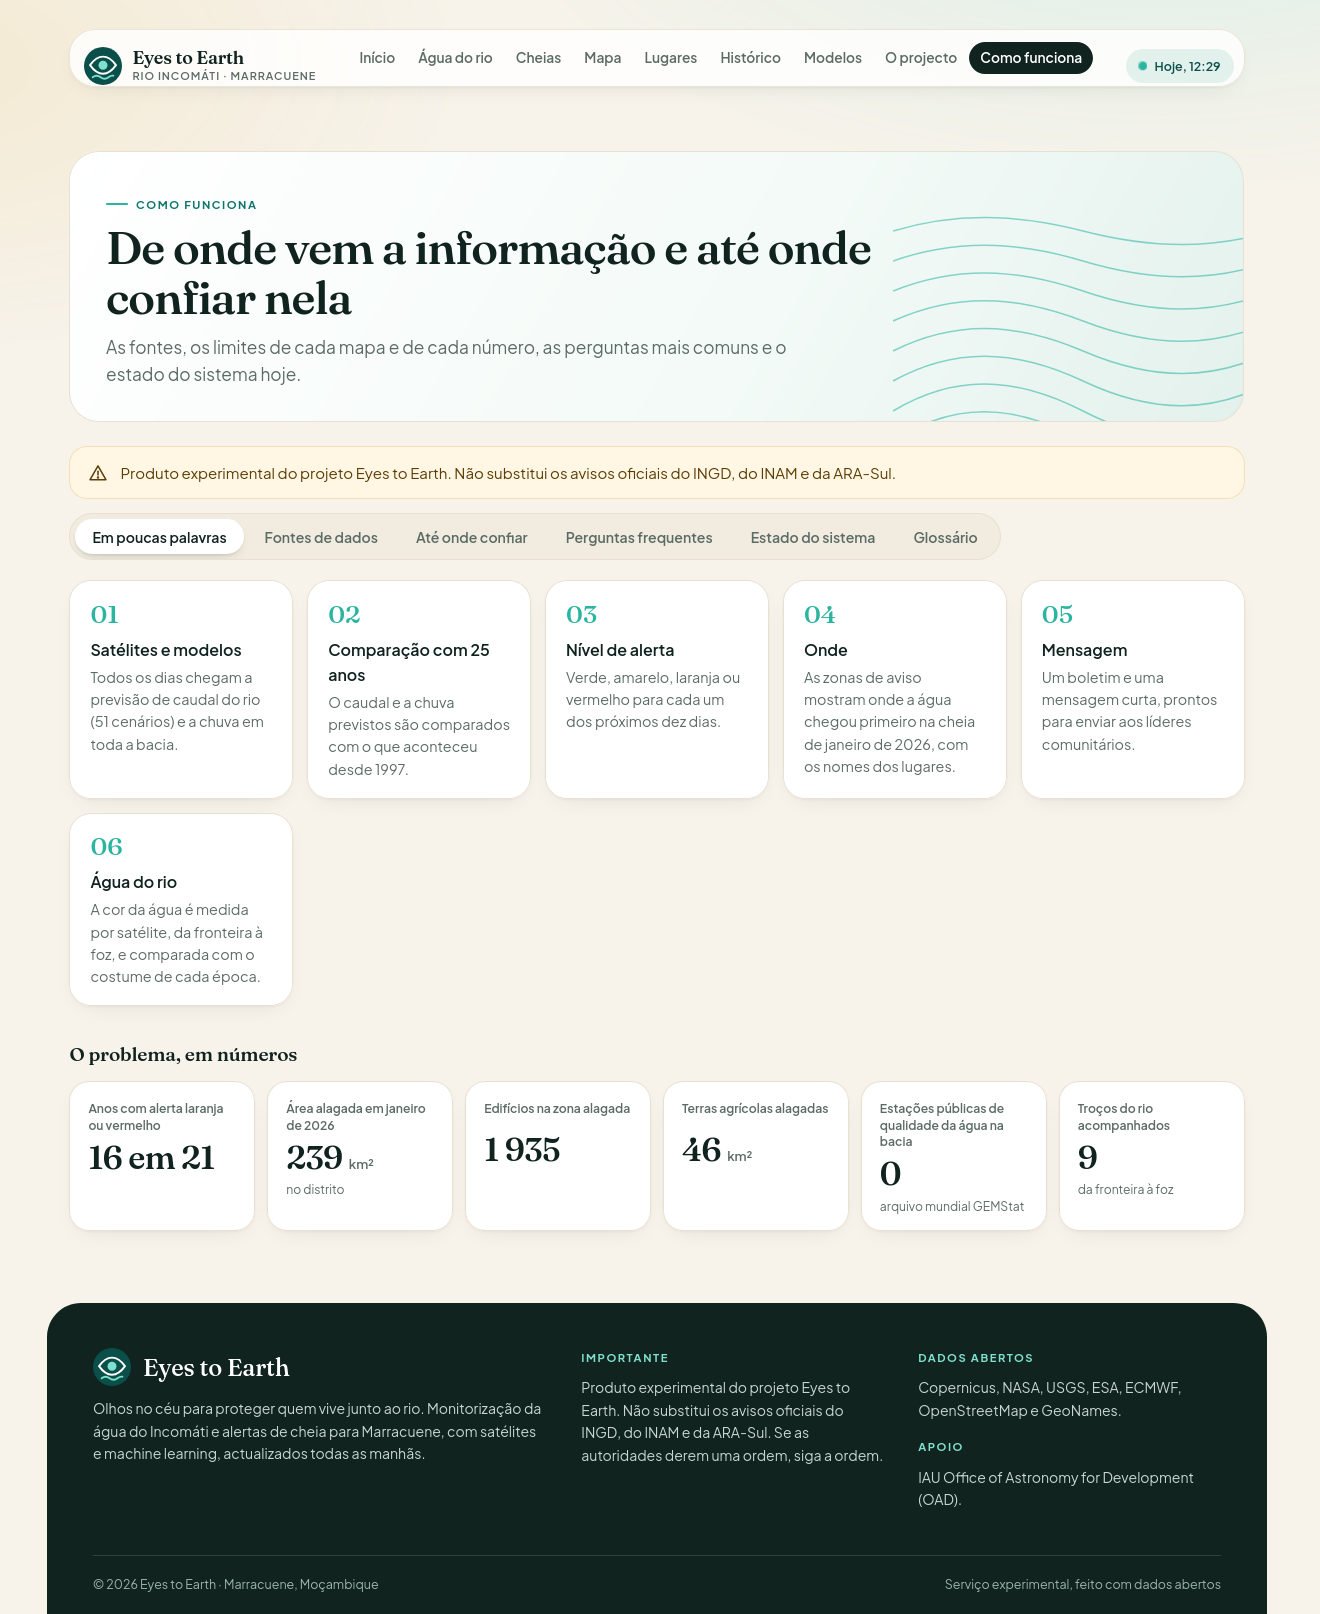 Eyes to Earth
RIO INCOMÁTI · MARRACUENE
Início
Água do rio
Cheias
Mapa
Lugares
Histórico
Modelos
O projecto
Como funciona
Hoje, 12:29
COMO FUNCIONA
De onde vem a informação e até onde
confiar nela
As fontes, os limites de cada mapa e de cada número, as perguntas mais comuns e o
estado do sistema hoje.
Produto experimental do projeto Eyes to Earth. Não substitui os avisos oficiais do INGD, do INAM e da ARA-Sul.
Em poucas palavras
Fontes de dados
Até onde confiar
Perguntas frequentes
Estado do sistema
Glossário
01
Satélites e modelos
Todos os dias chegam a
previsão de caudal do rio
(51 cenários) e a chuva em
toda a bacia.
02
Comparação com 25
anos
O caudal e a chuva
previstos são comparados
com o que aconteceu
desde 1997.
03
Nível de alerta
Verde, amarelo, laranja ou
vermelho para cada um
dos próximos dez dias.
04
Onde
As zonas de aviso
mostram onde a água
chegou primeiro na cheia
de janeiro de 2026, com
os nomes dos lugares.
05
Mensagem
Um boletim e uma
mensagem curta, prontos
para enviar aos líderes
comunitários.
06
Água do rio
A cor da água é medida
por satélite, da fronteira à
foz, e comparada com o
costume de cada época.
O problema, em números
Anos com alerta laranja
ou vermelho
16 em 21
Área alagada em janeiro
de 2026
239 km²
no distrito
Edifícios na zona alagada
1 935
Terras agrícolas alagadas
46 km²
Estações públicas de
qualidade da água na
bacia
0
arquivo mundial GEMStat
Troços do rio
acompanhados
9
da fronteira à foz
Eyes to Earth
Olhos no céu para proteger quem vive junto ao rio. Monitorização da
água do Incomáti e alertas de cheia para Marracuene, com satélites
e machine learning, actualizados todas as manhãs.
IMPORTANTE
Produto experimental do projeto Eyes to
Earth. Não substitui os avisos oficiais do
INGD, do INAM e da ARA-Sul. Se as
autoridades derem uma ordem, siga a ordem.
DADOS ABERTOS
Copernicus, NASA, USGS, ESA, ECMWF,
OpenStreetMap e GeoNames.
APOIO
IAU Office of Astronomy for Development
(OAD).
© 2026 Eyes to Earth · Marracuene, Moçambique
Serviço experimental, feito com dados abertos